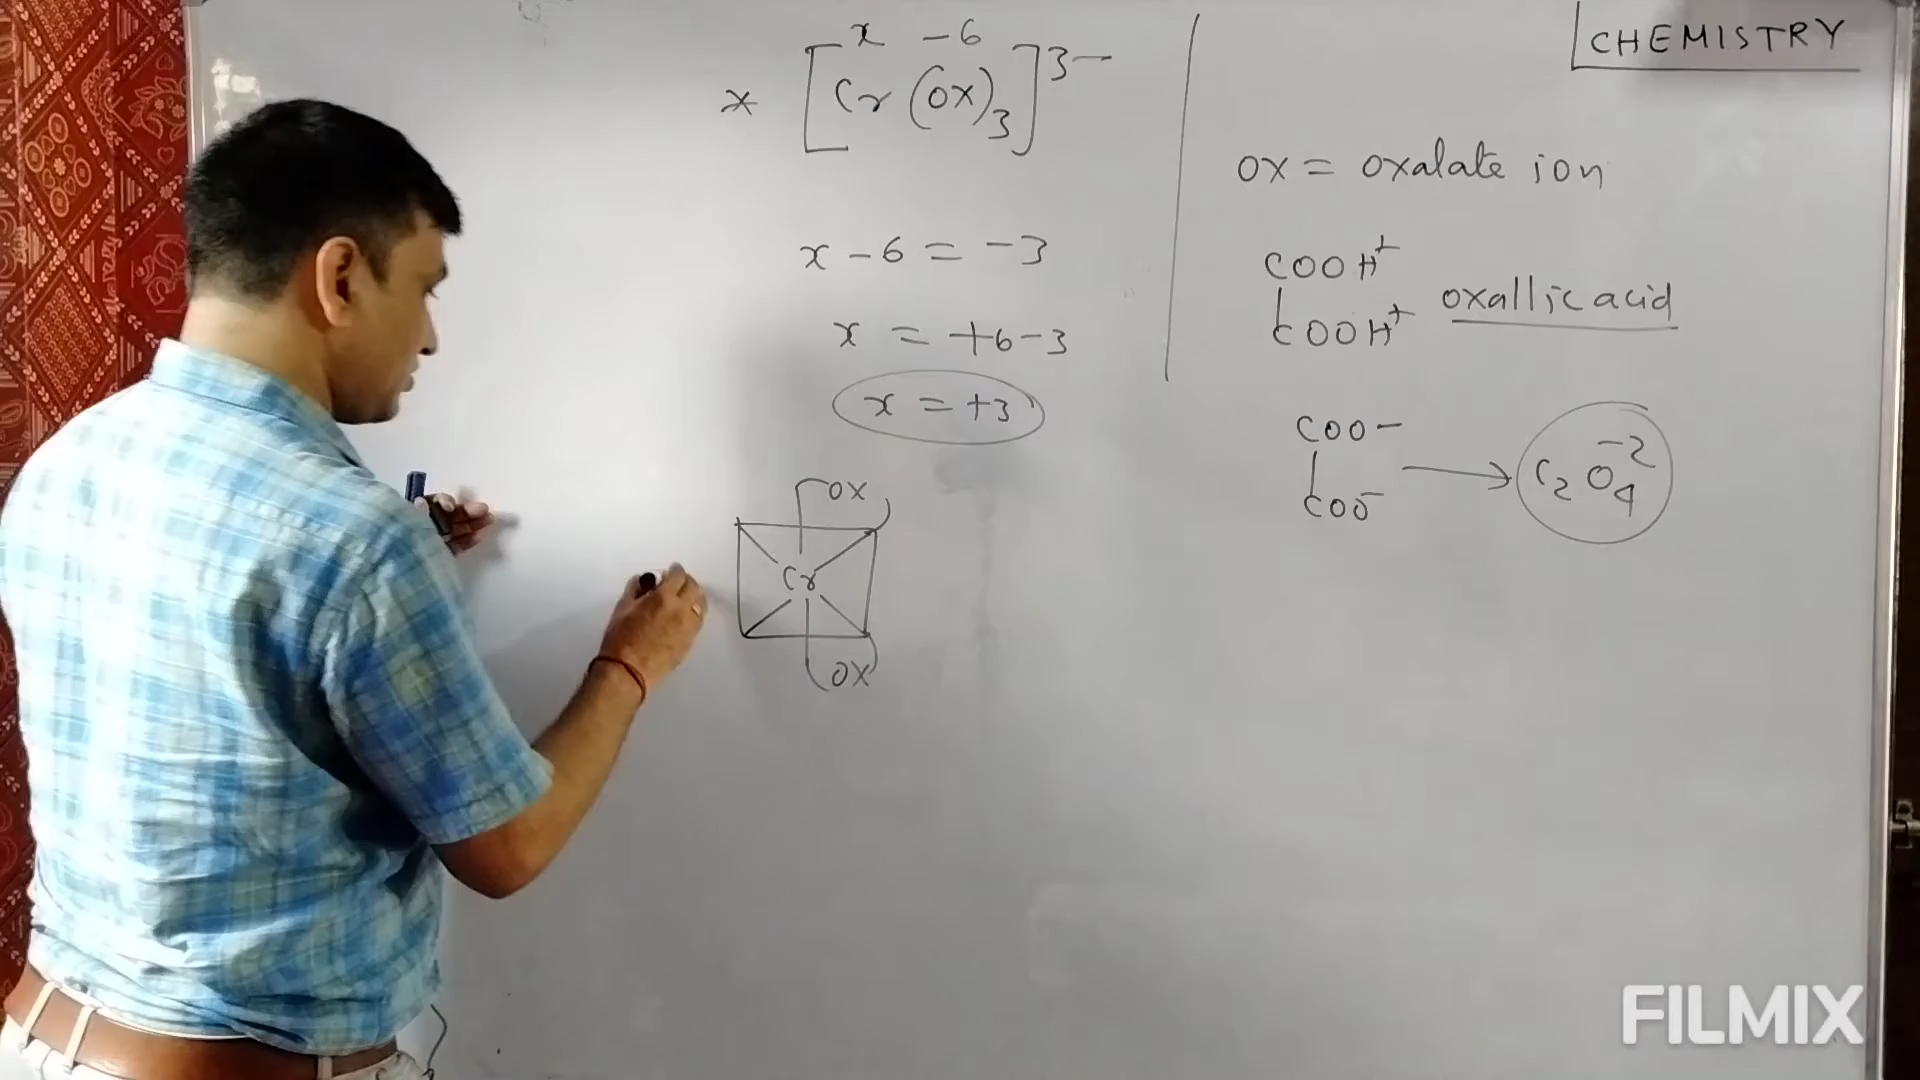 x -6
* [Cr (ox)3]3-
x - 6 = -3
x = +6-3
x = +3
ox
Cr
ox
CHEMISTRY
ox = oxalate ion
COOH+
COOH+ oxallic acid
COO-
COO- → C2O4-2
FILMIX